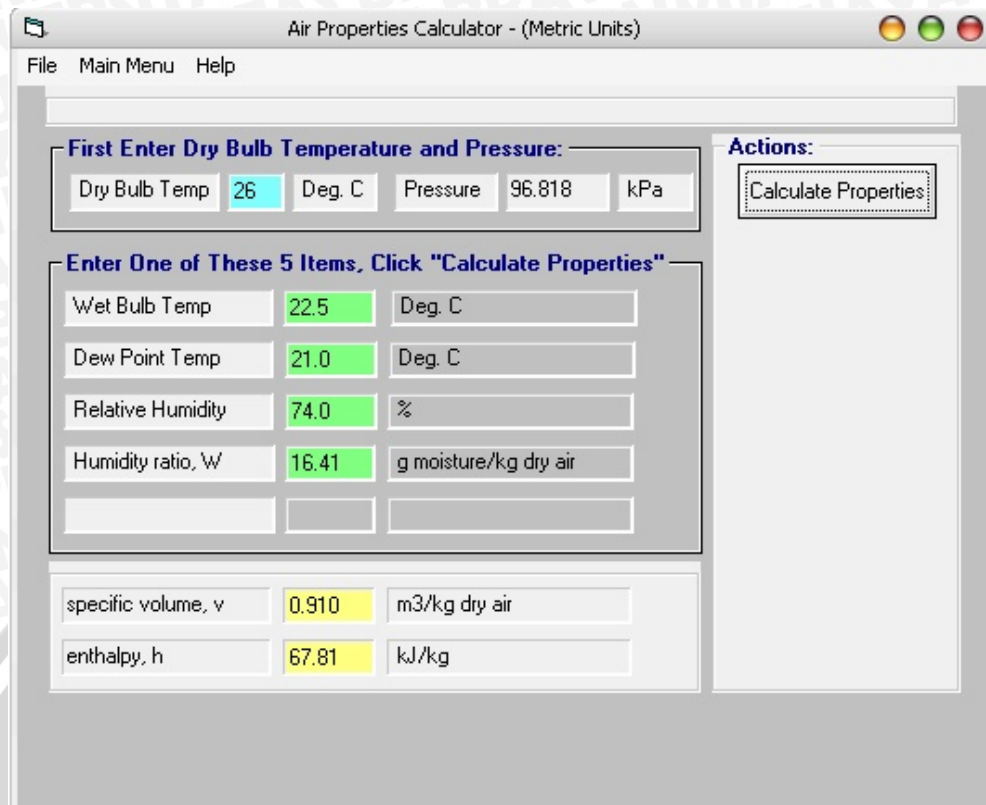 Air Properties Calculator - (Metric Units)
File Main Menu Help
First Enter Dry Bulb Temperature and Pressure:
Dry Bulb Temp 26 Deg. C Pressure 96.818 kPa
Actions:
Calculate Properties
Enter One of These 5 Items, Click "Calculate Properties"
Wet Bulb Temp 22.5 Deg. C
Dew Point Temp 21.0 Deg. C
Relative Humidity 74.0 %
Humidity ratio, W 16.41 g moisture/kg dry air
specific volume, v 0.910 m3/kg dry air
enthalpy, h 67.81 kJ/kg